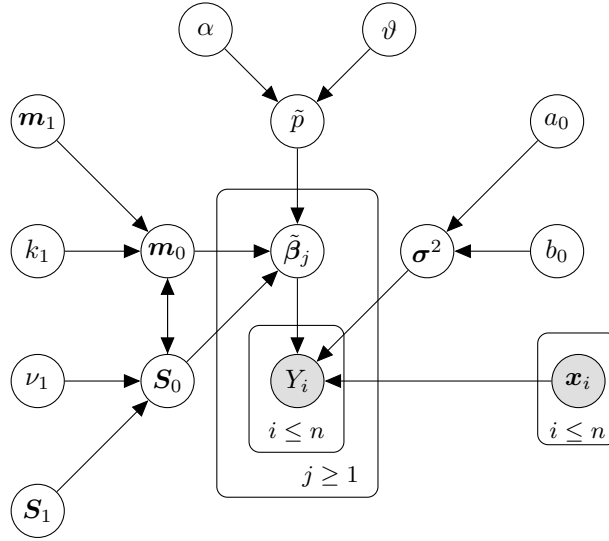 α ϑ
𝒎₁ p̃ a₀
k₁ 𝒎₀ 𝜷̃ⱼ 𝝈² b₀
ν₁ 𝑺₀ Yᵢ 𝒙ᵢ
i ≤ n i ≤ n
j ≥ 1
𝑺₁